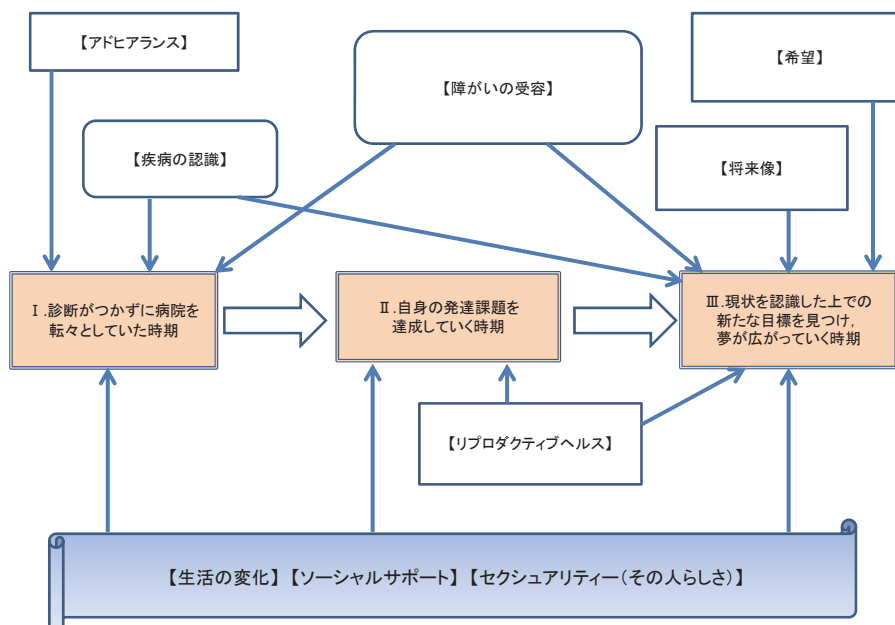 【アドヒアランス】
【障がいの受容】
【希望】
【疾病の認識】
【将来像】
Ⅰ.診断がつかずに病院を
転々としていた時期
Ⅱ.自身の発達課題を
達成していく時期
Ⅲ.現状を認識した上での
新たな目標を見つけ,
夢が広がっていく時期
【リプロダクティブヘルス】
【生活の変化】【ソーシャルサポート】【セクシュアリティー(その人らしさ)】